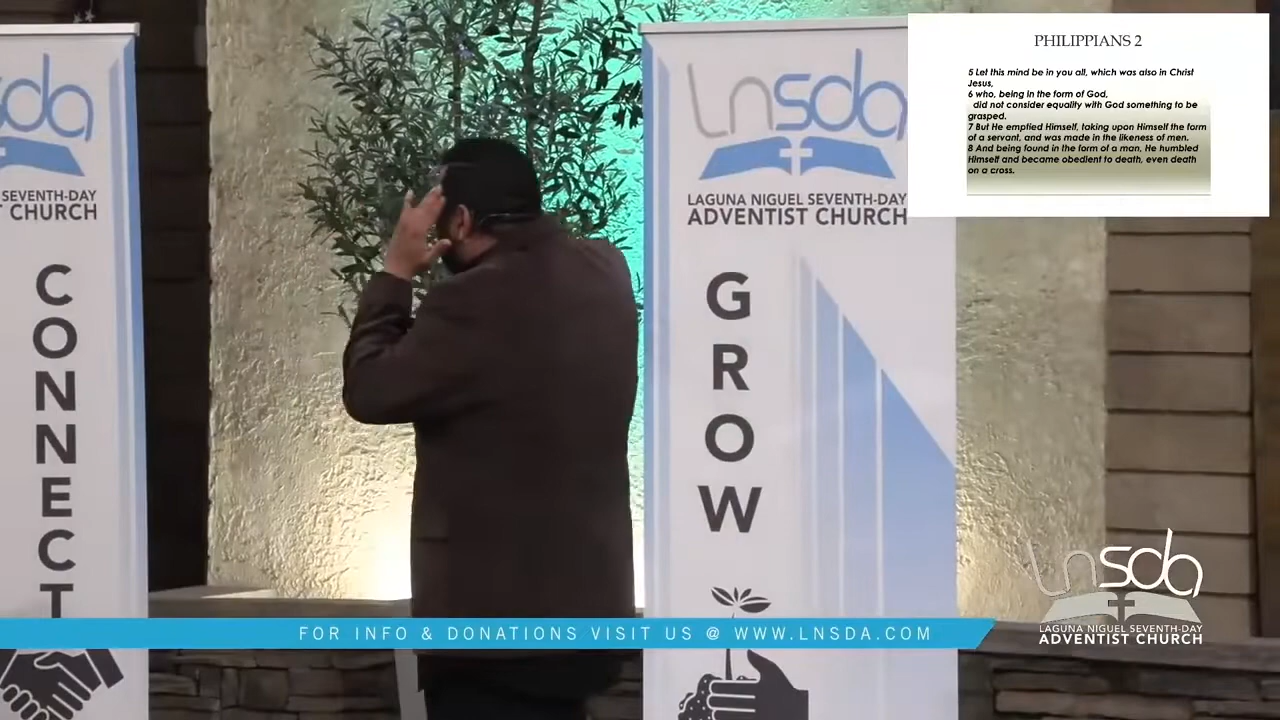 sda
SEVENTH-DAY
T CHURCH
CONNECT
lnsda
LAGUNA NIGUEL SEVENTH-DAY
ADVENTIST CHURCH
GROW
PHILIPPIANS 2
5 Let this mind be in you all, which was also in Christ
Jesus,
6 who, being in the form of God,
did not consider equality with God something to be
grasped.
7 But He emptied Himself, taking upon Himself the form
of a servant, and was made in the likeness of men.
8 And being found in the form of a man, He humbled
Himself and became obedient to death, even death
on a cross.
FOR INFO & DONATIONS VISIT US @ WWW.LNSDA.COM
lnsda
LAGUNA NIGUEL SEVENTH-DAY
ADVENTIST CHURCH